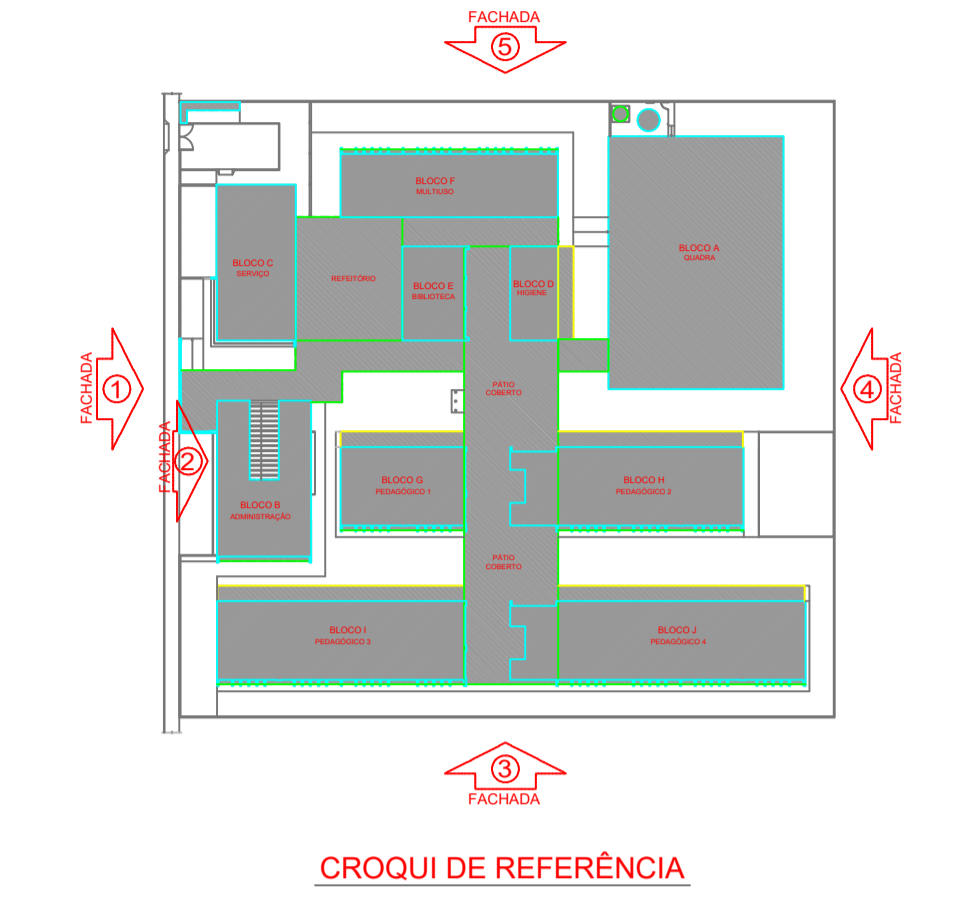 FACHADA
5
BLOCO F
MULTIUSO
BLOCO A
QUADRA
BLOCO C
SERVIÇO
REFEITÓRIO
BLOCO E
BIBLIOTECA
BLOCO D
HIGIENE
FACHADA
1
PÁTIO
COBERTO
4
FACHADA
FACHADA
2
BLOCO G
PEDAGÓGICO 1
BLOCO H
PEDAGÓGICO 2
BLOCO B
ADMINISTRAÇÃO
PÁTIO
COBERTO
BLOCO I
PEDAGÓGICO 3
BLOCO J
PEDAGÓGICO 4
3
FACHADA
CROQUI DE REFERÊNCIA